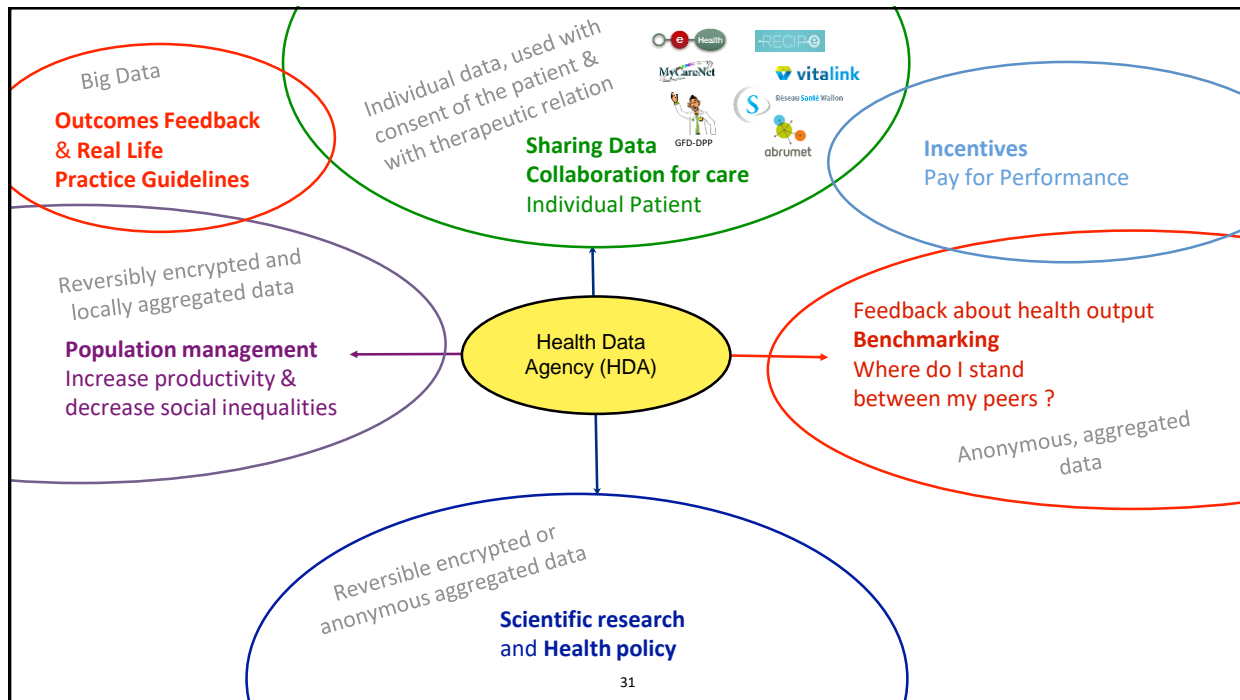 Big Data
Outcomes Feedback
& Real Life
Practice Guidelines
Individual data, used with
consent of the patient &
with therapeutic relation
e Health
RECIP-e
MyCareNet
vitalink
GFD-DPP
S Réseau Santé Wallon
abrumet
Sharing Data
Collaboration for care
Individual Patient
Incentives
Pay for Performance
Reversibly encrypted and
locally aggregated data
Population management
Increase productivity &
decrease social inequalities
Health Data
Agency (HDA)
Feedback about health output
Benchmarking
Where do I stand
between my peers ?
Anonymous, aggregated
data
Reversible encrypted or
anonymous aggregated data
Scientific research
and Health policy
31